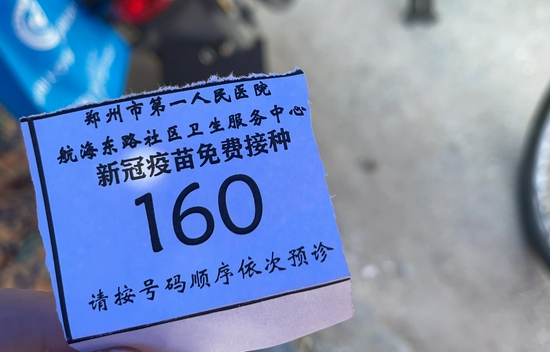 郑州市第一人民医院
航海东路社区卫生服务中心
新冠疫苗免费接种
160
请按号码顺序依次预诊